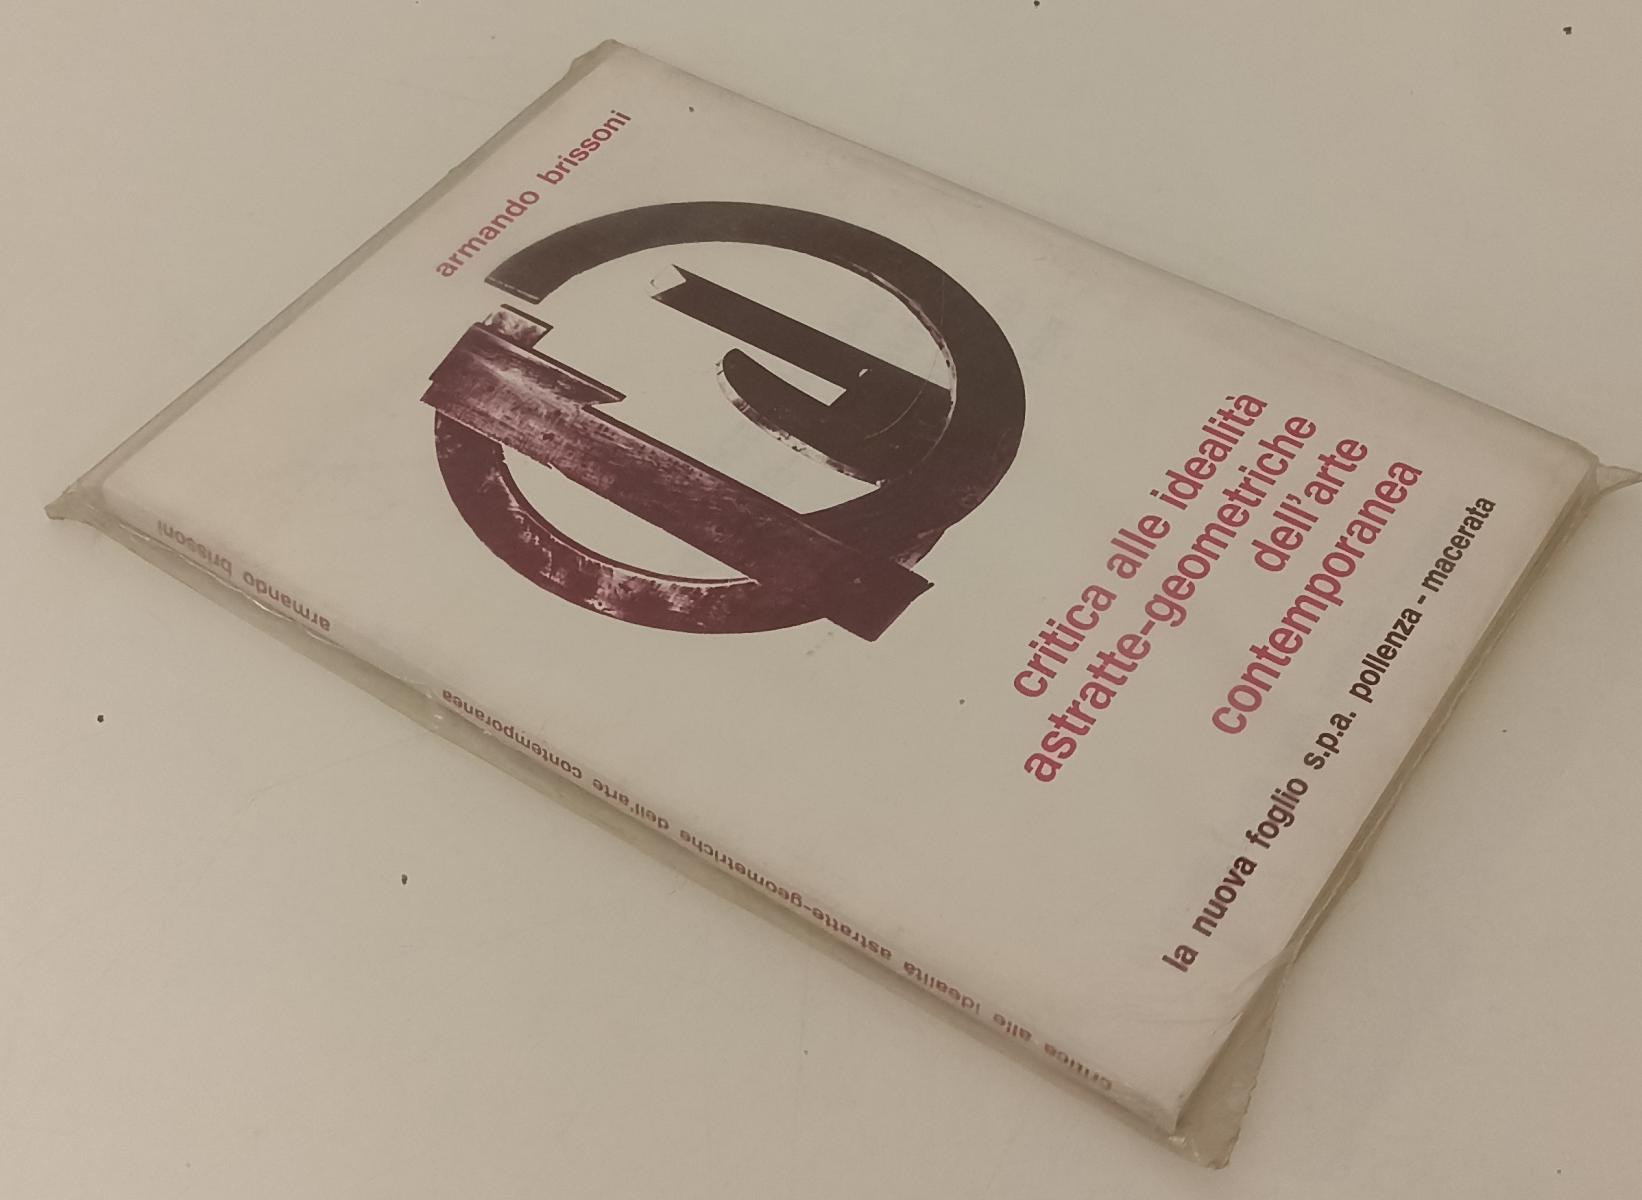 armando brissoni
critica alle idealità
astratte-geometriche
dell'arte
contemporanea
la nuova foglio s.p.a. pollenza - macerata
critica alle idealità astratte-geometriche dell'arte contemporanea armando brissoni